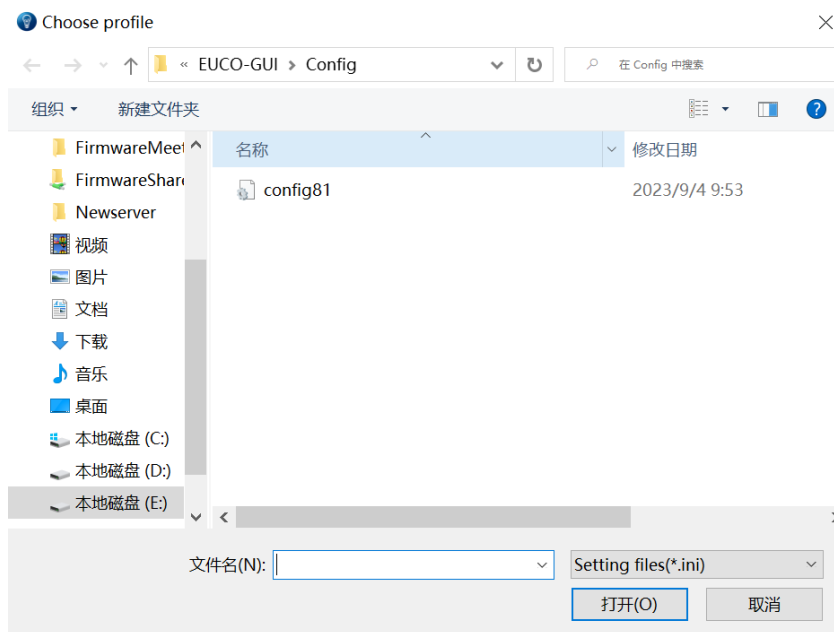 Choose profile
« EUCO-GUI > Config
在 Config 中搜索
组织
新建文件夹
名称
修改日期
FirmwareMeet
FirmwareShare
Newserver
视频
图片
文档
下载
音乐
桌面
本地磁盘 (C:)
本地磁盘 (D:)
本地磁盘 (E:)
config81
2023/9/4 9:53
文件名(N):
Setting files(*.ini)
打开(O)
取消